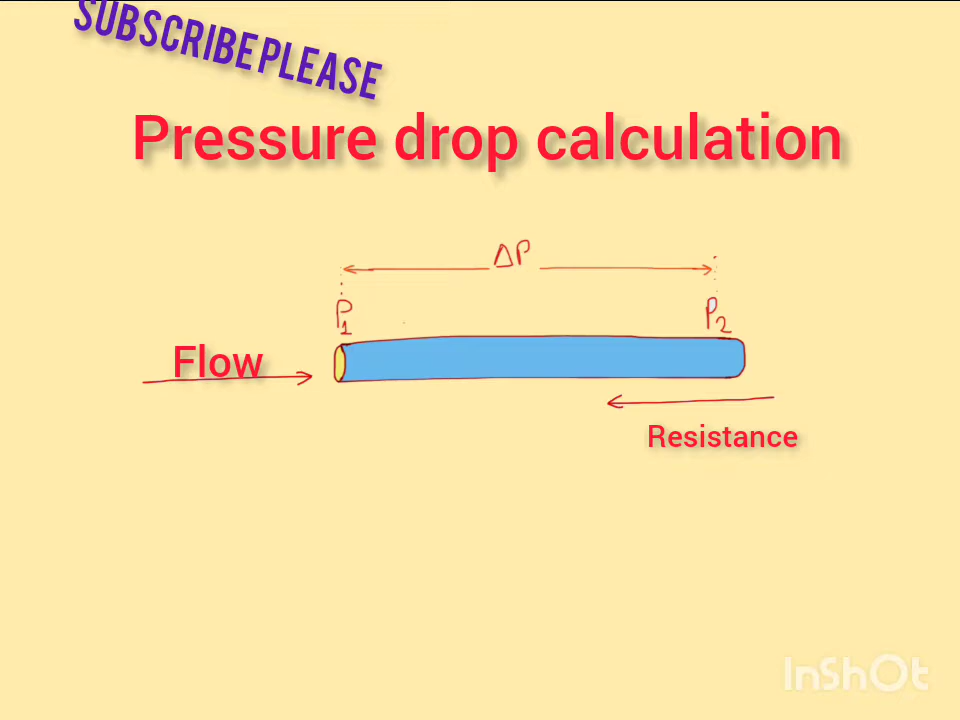 SUBSCRIBE PLEASE
Pressure drop calculation
ΔP
P1 P2
Flow
Resistance
InShOt